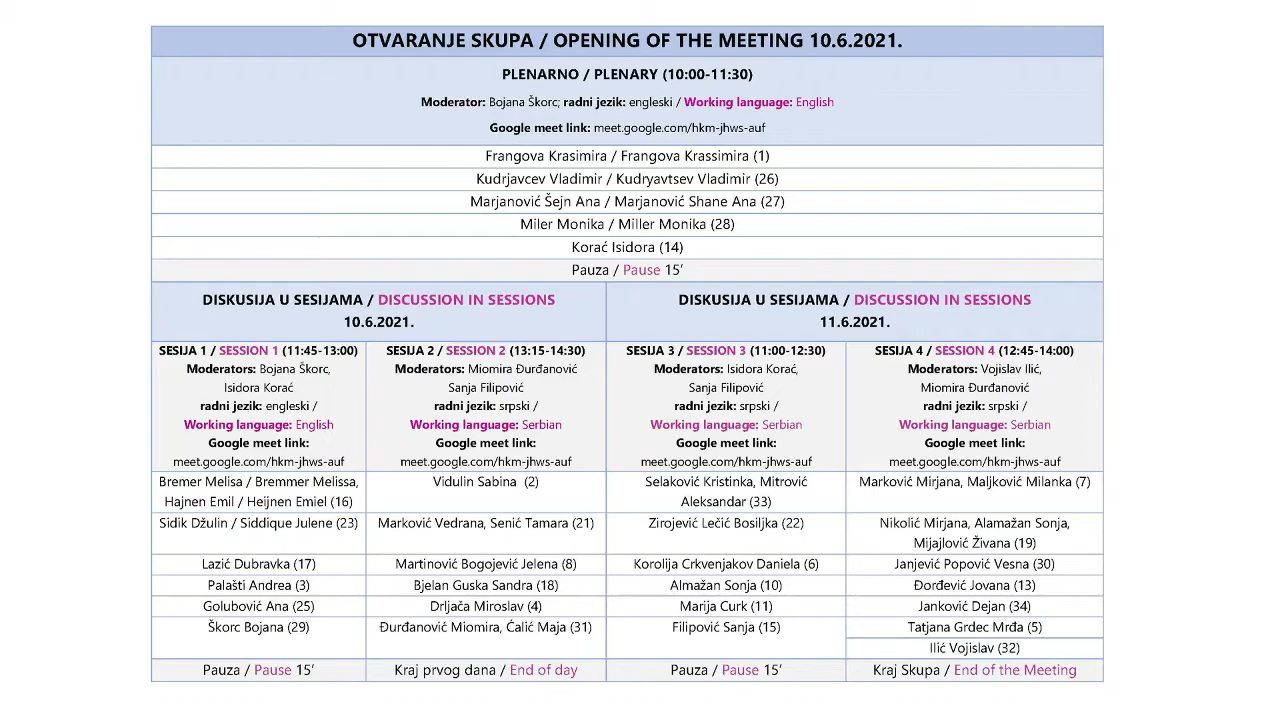 OTVARANJE SKUPA / OPENING OF THE MEETING 10.6.2021.
PLENARNO / PLENARY (10:00-11:30)
Moderator: Bojana Škorc; radni jezik: engleski / Working language: English
Google meet link: meet.google.com/hkm-jhws-auf
Frangova Krasimira / Frangova Krassimira (1)
Kudrjavcev Vladimir / Kudryavtsev Vladimir (26)
Marjanović Šejn Ana / Marjanović Shane Ana (27)
Miler Monika / Miller Monika (28)
Korać Isidora (14)
Pauza / Pause 15’
DISKUSIJA U SESIJAMA / DISCUSSION IN SESSIONS
10.6.2021.
DISKUSIJA U SESIJAMA / DISCUSSION IN SESSIONS
11.6.2021.
SESIJA 1 / SESSION 1 (11:45-13:00)
Moderators: Bojana Škorc,
Isidora Korać
radni jezik: engleski /
Working language: English
Google meet link:
meet.google.com/hkm-jhws-auf
SESIJA 2 / SESSION 2 (13:15-14:30)
Moderators: Miomira Đurđanović
Sanja Filipović
radni jezik: srpski /
Working language: Serbian
Google meet link:
meet.google.com/hkm-jhws-auf
SESIJA 3 / SESSION 3 (11:00-12:30)
Moderators: Isidora Korać,
Sanja Filipović
radni jezik: srpski /
Working language: Serbian
Google meet link:
meet.google.com/hkm-jhws-auf
SESIJA 4 / SESSION 4 (12:45-14:00)
Moderators: Vojislav Ilić,
Miomira Đurđanović
radni jezik: srpski /
Working language: Serbian
Google meet link:
meet.google.com/hkm-jhws-auf
Bremer Melisa / Bremmer Melissa,
Hajnen Emil / Heijnen Emiel (16)
Vidulin Sabina (2)
Selaković Kristinka, Mitrović
Aleksandar (33)
Marković Mirjana, Maljković Milanka (7)
Sidik Džulin / Siddique Julene (23)
Marković Vedrana, Senić Tamara (21)
Zirojević Lečić Bosiljka (22)
Nikolić Mirjana, Alamažan Sonja,
Mijajlović Živana (19)
Lazić Dubravka (17)
Martinović Bogojević Jelena (8)
Korolija Crkvenjakov Daniela (6)
Janjević Popović Vesna (30)
Palašti Andrea (3)
Bjelan Guska Sandra (18)
Almažan Sonja (10)
Đorđević Jovana (13)
Golubović Ana (25)
Drljača Miroslav (4)
Marija Curk (11)
Janković Dejan (34)
Škorc Bojana (29)
Đurđanović Miomira, Ćalić Maja (31)
Filipović Sanja (15)
Tatjana Grdec Mrđa (5)
Ilić Vojislav (32)
Pauza / Pause 15’
Kraj prvog dana / End of day
Pauza / Pause 15’
Kraj Skupa / End of the Meeting